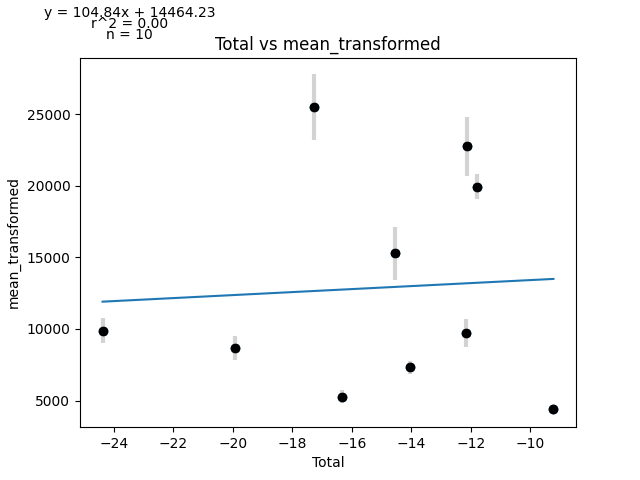 y = 104.84x + 14464.23
r^2 = 0.00
n = 10
Total vs mean_transformed
mean_transformed
25000
20000
15000
10000
5000
−24
−22
−20
−18
−16
−14
−12
−10
Total